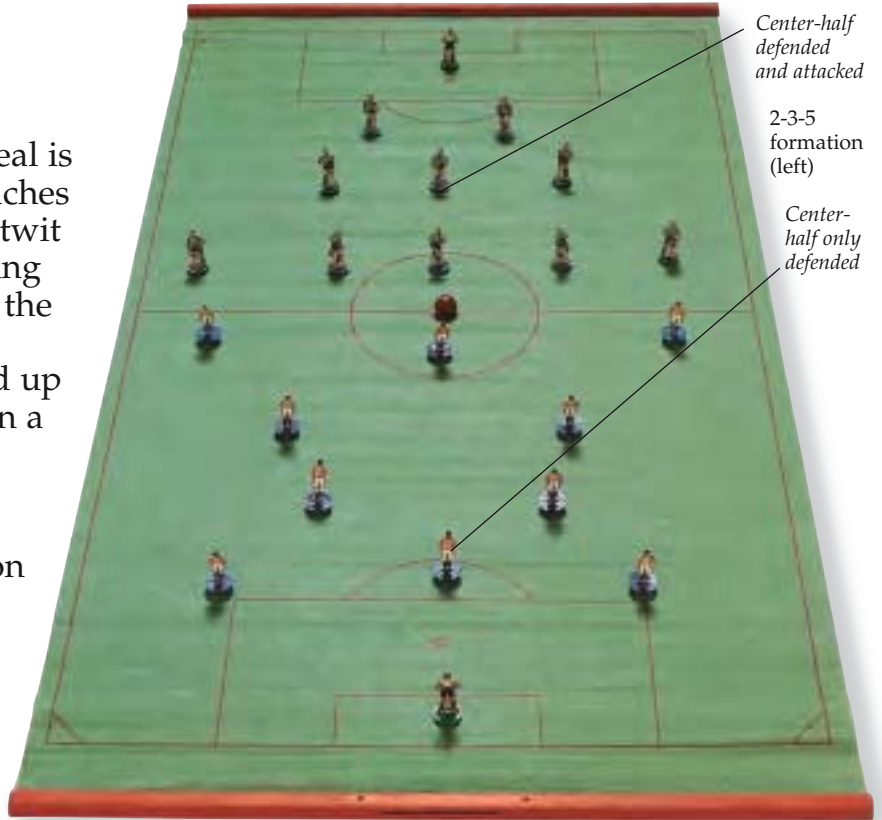 eal is
aches
twit
ng
the
d up
n a
on
Center-half
defended
and attacked
2-3-5
formation
(left)
Center-
half only
defended